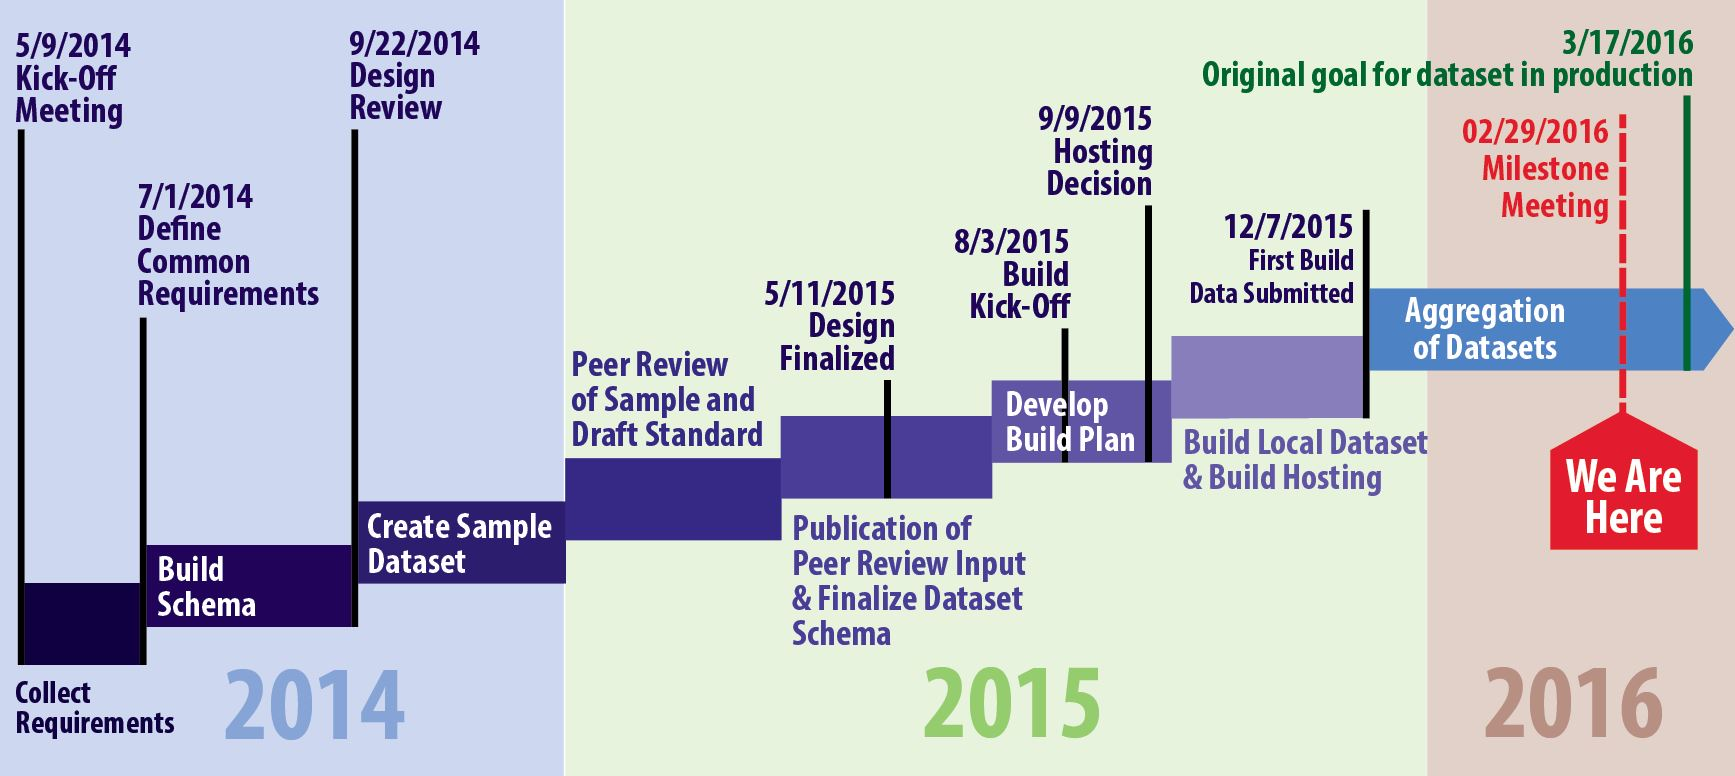 5/9/2014
Kick-Off
Meeting
7/1/2014
Define
Common
Requirements
9/22/2014
Design
Review
Collect
Requirements
Build
Schema
Create Sample
Dataset
2014
Peer Review
of Sample and
Draft Standard
5/11/2015
Design
Finalized
Publication of
Peer Review Input
& Finalize Dataset
Schema
8/3/2015
Build
Kick-Off
9/9/2015
Hosting
Decision
Develop
Build Plan
12/7/2015
First Build
Data Submitted
Build Local Dataset
& Build Hosting
2015
3/17/2016
Original goal for dataset in production
02/29/2016
Milestone
Meeting
Aggregation
of Datasets
We Are
Here
2016